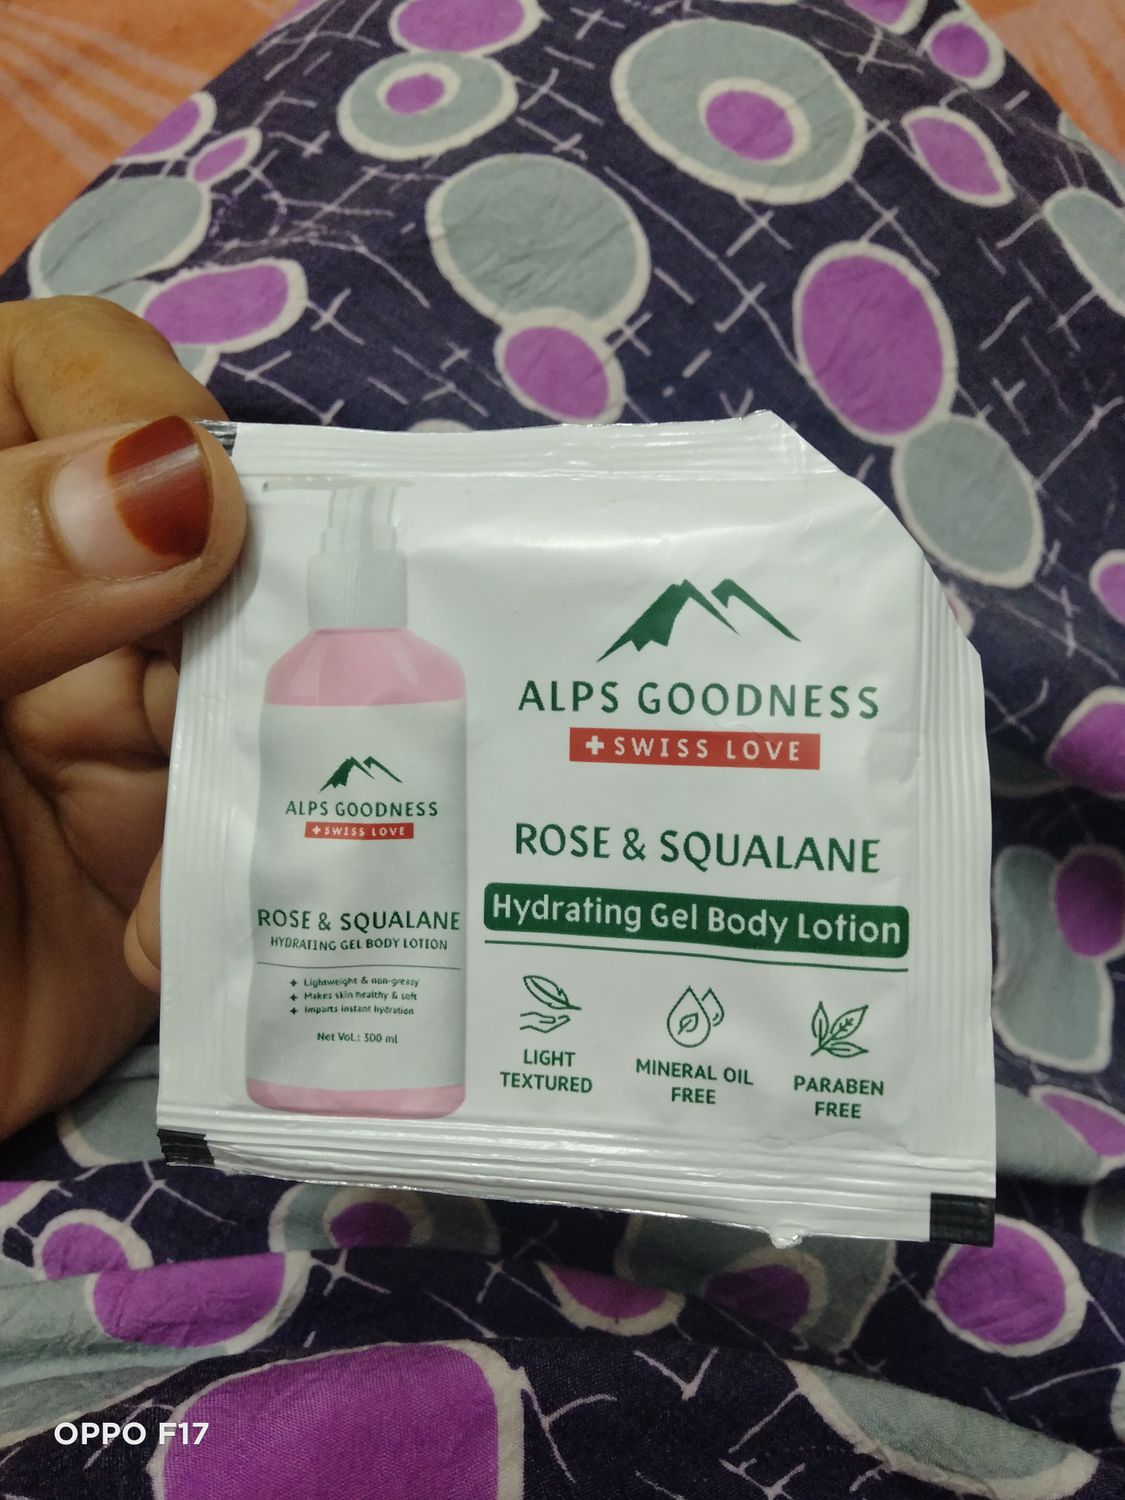 ALPS GOODNESS
+ SWISS LOVE
ROSE & SQUALANE
Hydrating Gel Body Lotion
LIGHT
TEXTURED
MINERAL OIL
FREE
PARABEN
FREE
ALPS GOODNESS
+ SWISS LOVE
ROSE & SQUALANE
HYDRATING GEL BODY LOTION
+ Lightweight & non-greasy
+ Makes skin healthy & soft
+ Imparts instant hydration
Net Vol.: 300 ml
OPPO F17